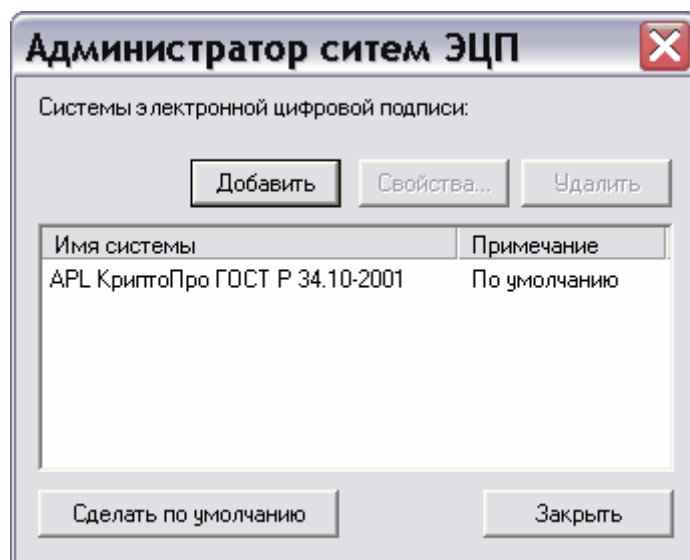 Администратор ситем ЭЦП
Системы электронной цифровой подписи:
Добавить Свойства... Удалить
Имя системы Примечание
APL КриптоПро ГОСТ Р 34.10-2001 По умолчанию
Сделать по умолчанию Закрыть